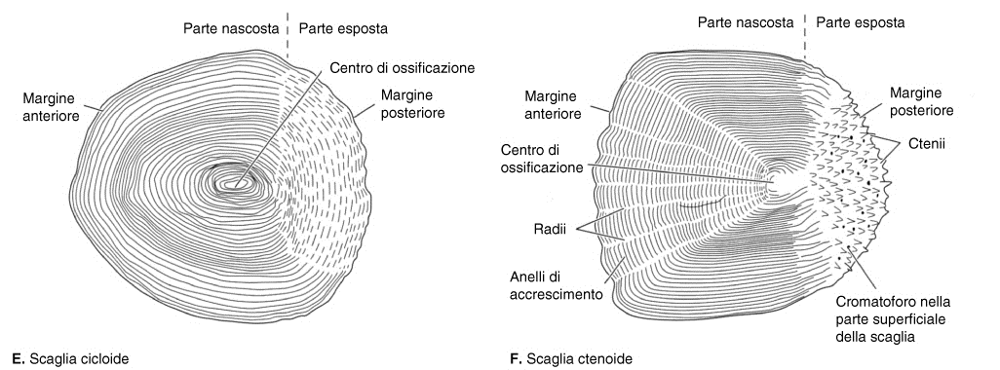 Parte nascosta
Parte esposta
Centro di ossificazione
Margine
anteriore
Margine
posteriore
E. Scaglia cicloide
Parte nascosta
Parte esposta
Margine
anteriore
Margine
posteriore
Ctenii
Centro di
ossificazione
Radii
Anelli di
accrescimento
Cromatoforo nella
parte superficiale
della scaglia
F. Scaglia ctenoide